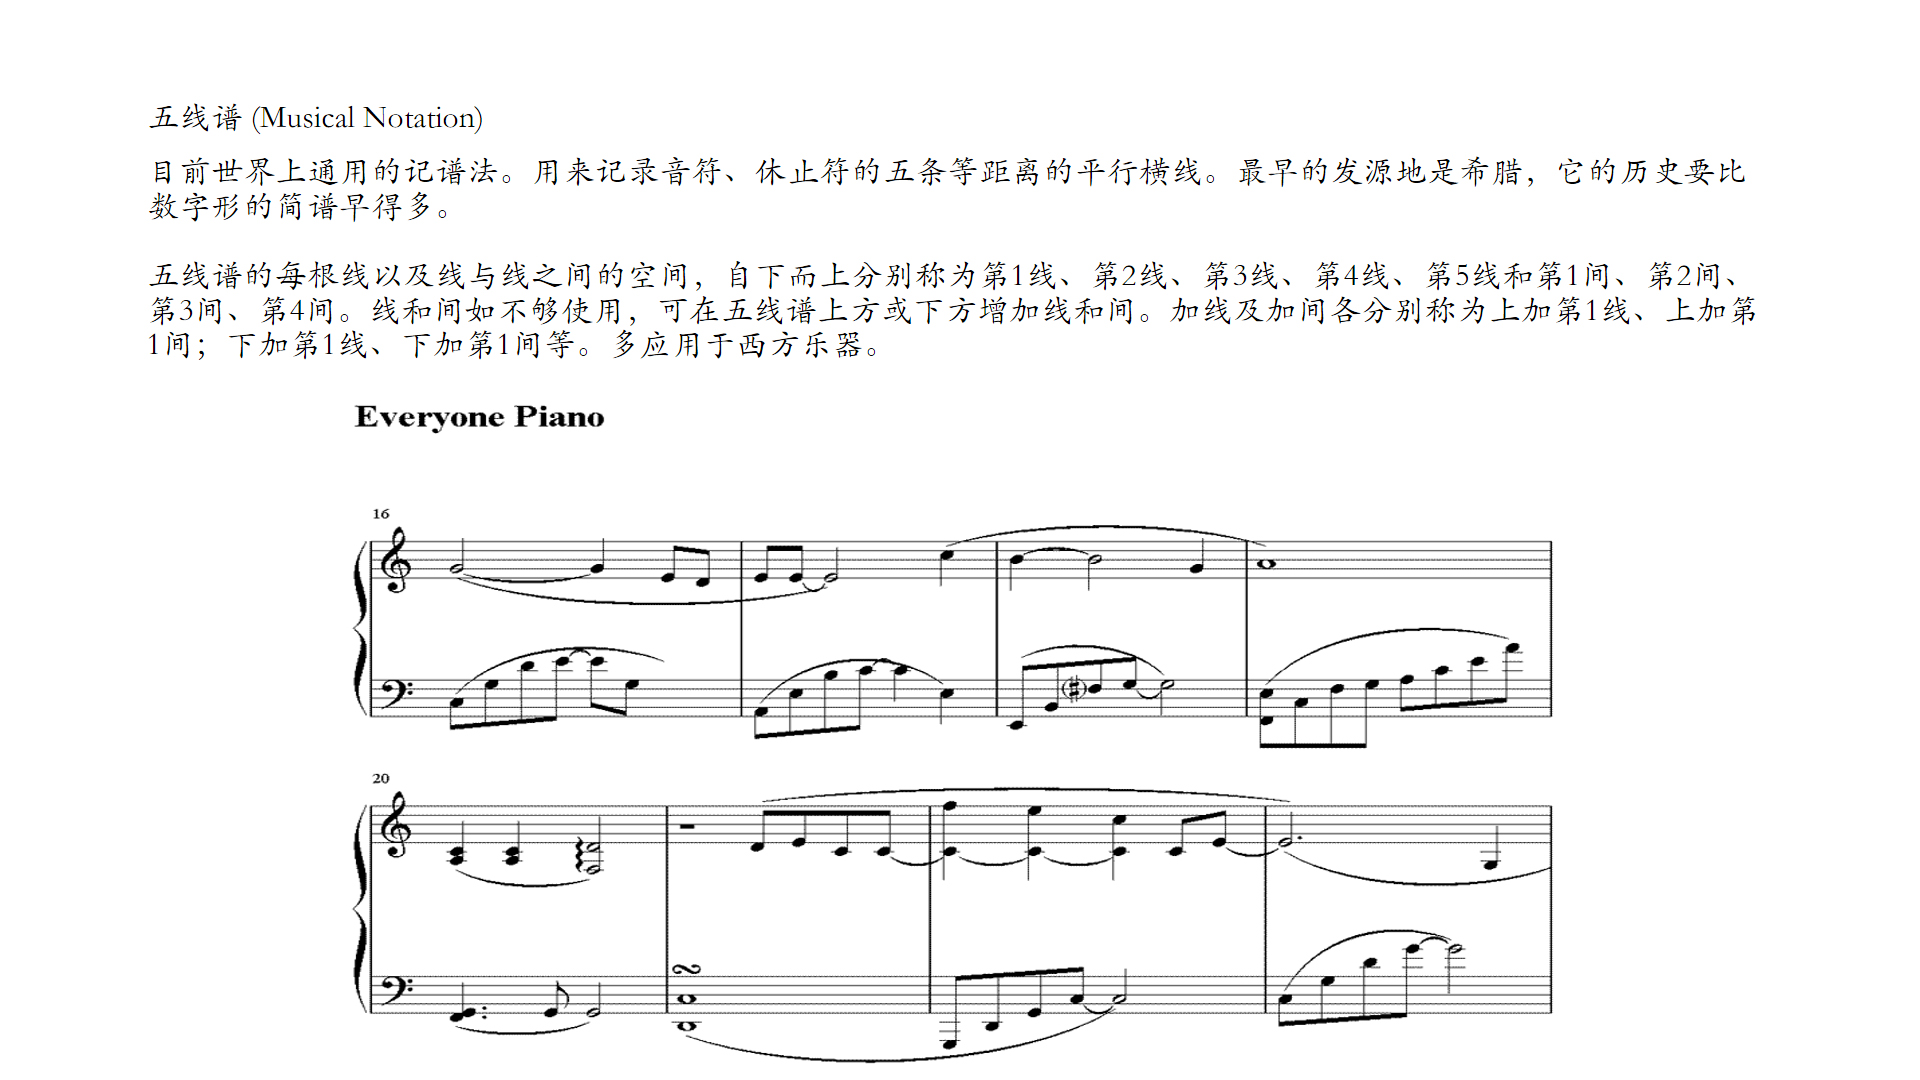 五线谱 (Musical Notation)
目前世界上通用的记谱法。用来记录音符、休止符的五条等距离的平行横线。最早的发源地是希腊，它的历史要比
数字形的简谱早得多。
五线谱的每根线以及线与线之间的空间，自下而上分别称为第1线、第2线、第3线、第4线、第5线和第1间、第2间、
第3间、第4间。线和间如不够使用，可在五线谱上方或下方增加线和间。加线及加间各分别称为上加第1线、上加第
1间；下加第1线、下加第1间等。多应用于西方乐器。
Everyone Piano
16
20